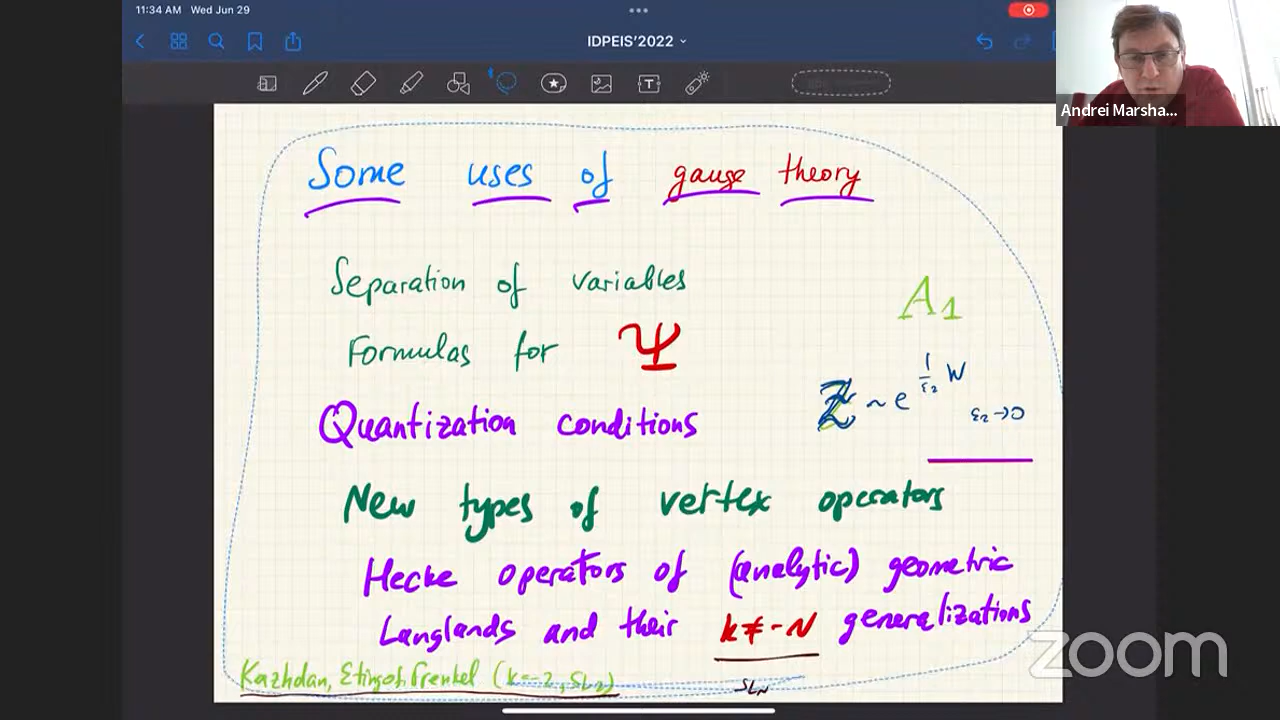 11:34 AM Wed Jun 29
IDPEIS'2022
Andrei Marsha...
Some uses of gauge theory
Separation of variables
A₁
Formulas for Ψ
Z ~ e^{1/ε₂ W} ε₂→0
Quantization conditions
New types of vertex operators
Hecke operators of (analytic) geometric
Langlands and their k≠-N generalizations
Kazhdan, Etingof, Frenkel (k=-2, SL₂)
SL_N
zoom